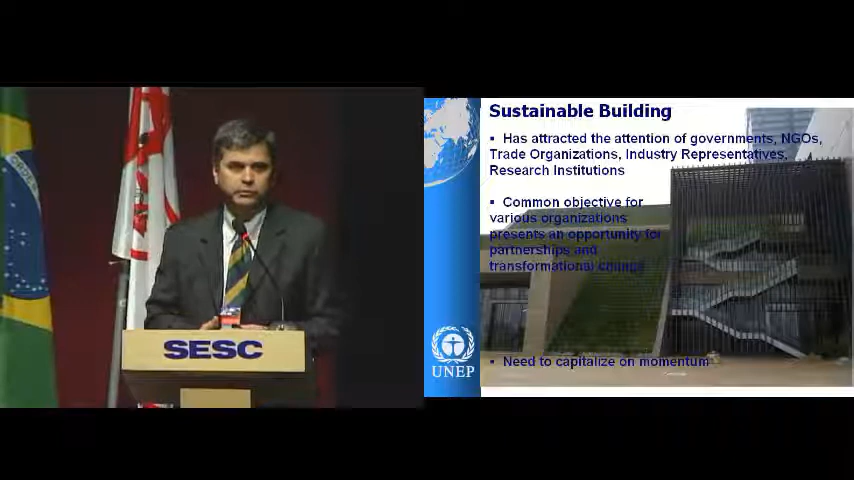 SESC
Sustainable Building
▪ Has attracted the attention of governments, NGOs,
Trade Organizations, Industry Representatives,
Research Institutions
▪ Common objective for
various organizations
presents an opportunity for
partnerships and
transformational change
▪ Need to capitalize on momentum
UNEP